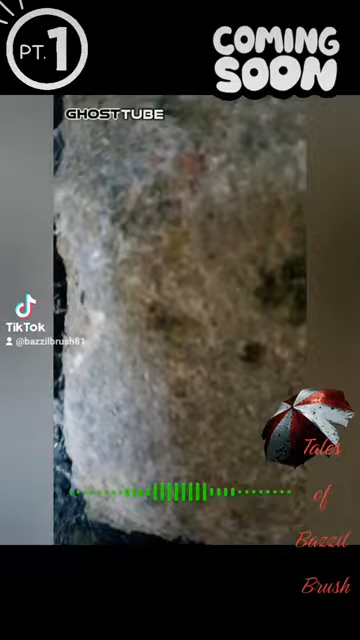 PT. 1
COMING
SOON
GHOSTTUBE
TikTok
@bazzilbrush81
Tales
of
Bazzil
Brush